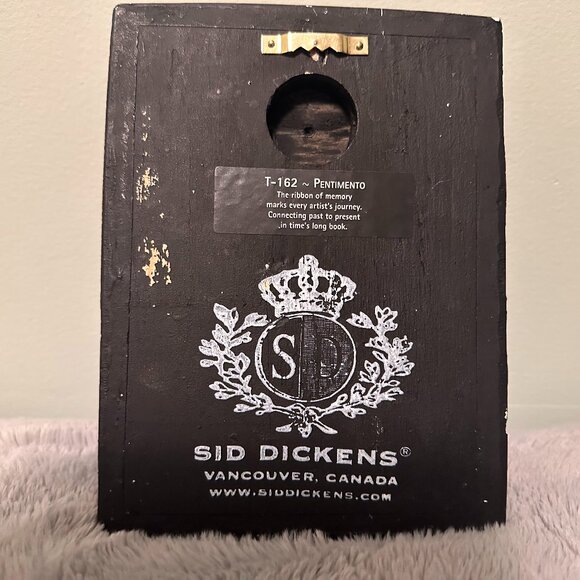 T-162 ~ PENTIMENTO
The ribbon of memory
marks every artist's journey.
Connecting past to present
in time's long book.
S D
SID DICKENS®
VANCOUVER, CANADA
WWW.SIDDICKENS.COM